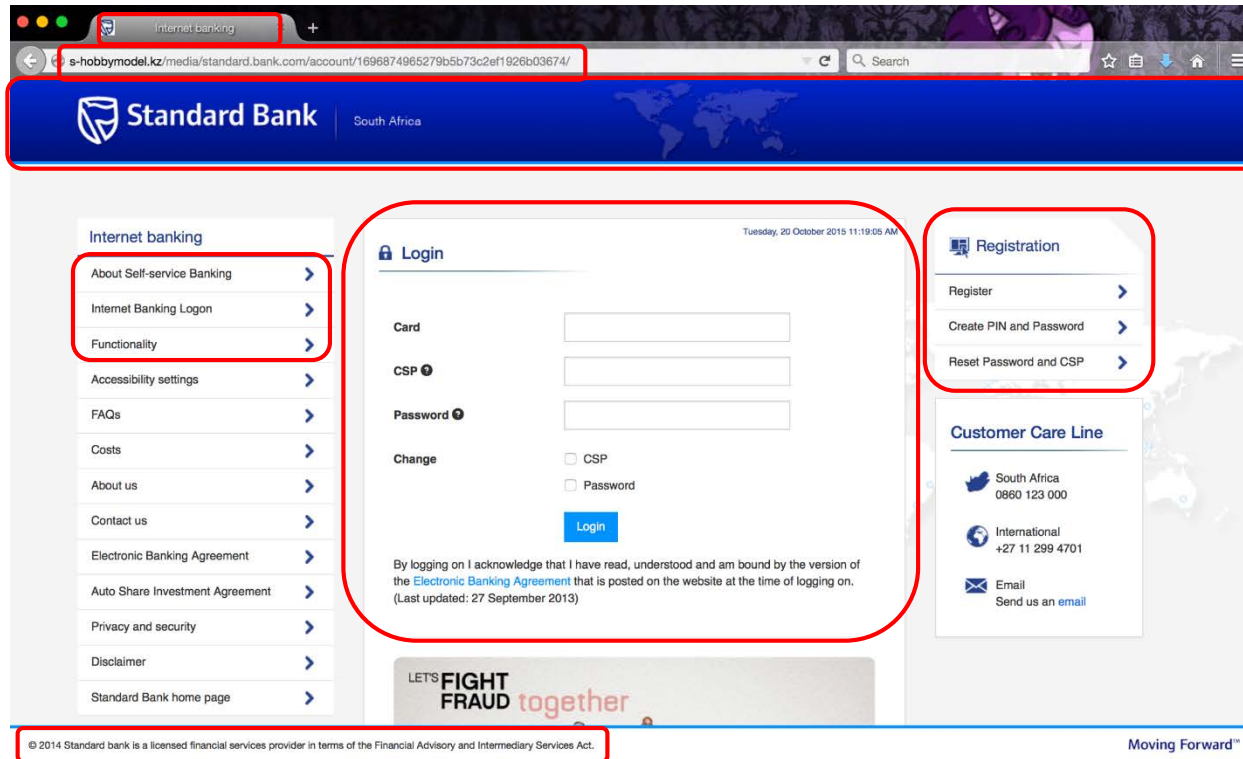 Internet banking
s-hobbymodel.kz/media/standard.bank.com/account/1696874965279b5b73c2ef1926b03674/
Search
Standard Bank
South Africa
Internet banking
About Self-service Banking
Internet Banking Logon
Functionality
Accessibility settings
FAQs
Costs
About us
Contact us
Electronic Banking Agreement
Auto Share Investment Agreement
Privacy and security
Disclaimer
Standard Bank home page
Tuesday, 20 October 2015 11:19:05 AM
Login
Card
CSP
Password
Change
CSP
Password
Login
By logging on I acknowledge that I have read, understood and am bound by the version of
the Electronic Banking Agreement that is posted on the website at the time of logging on.
(Last updated: 27 September 2013)
LET'S FIGHT
FRAUD together
Registration
Register
Create PIN and Password
Reset Password and CSP
Customer Care Line
South Africa
0860 123 000
International
+27 11 299 4701
Email
Send us an email
© 2014 Standard bank is a licensed financial services provider in terms of the Financial Advisory and Intermediary Services Act.
Moving Forward™